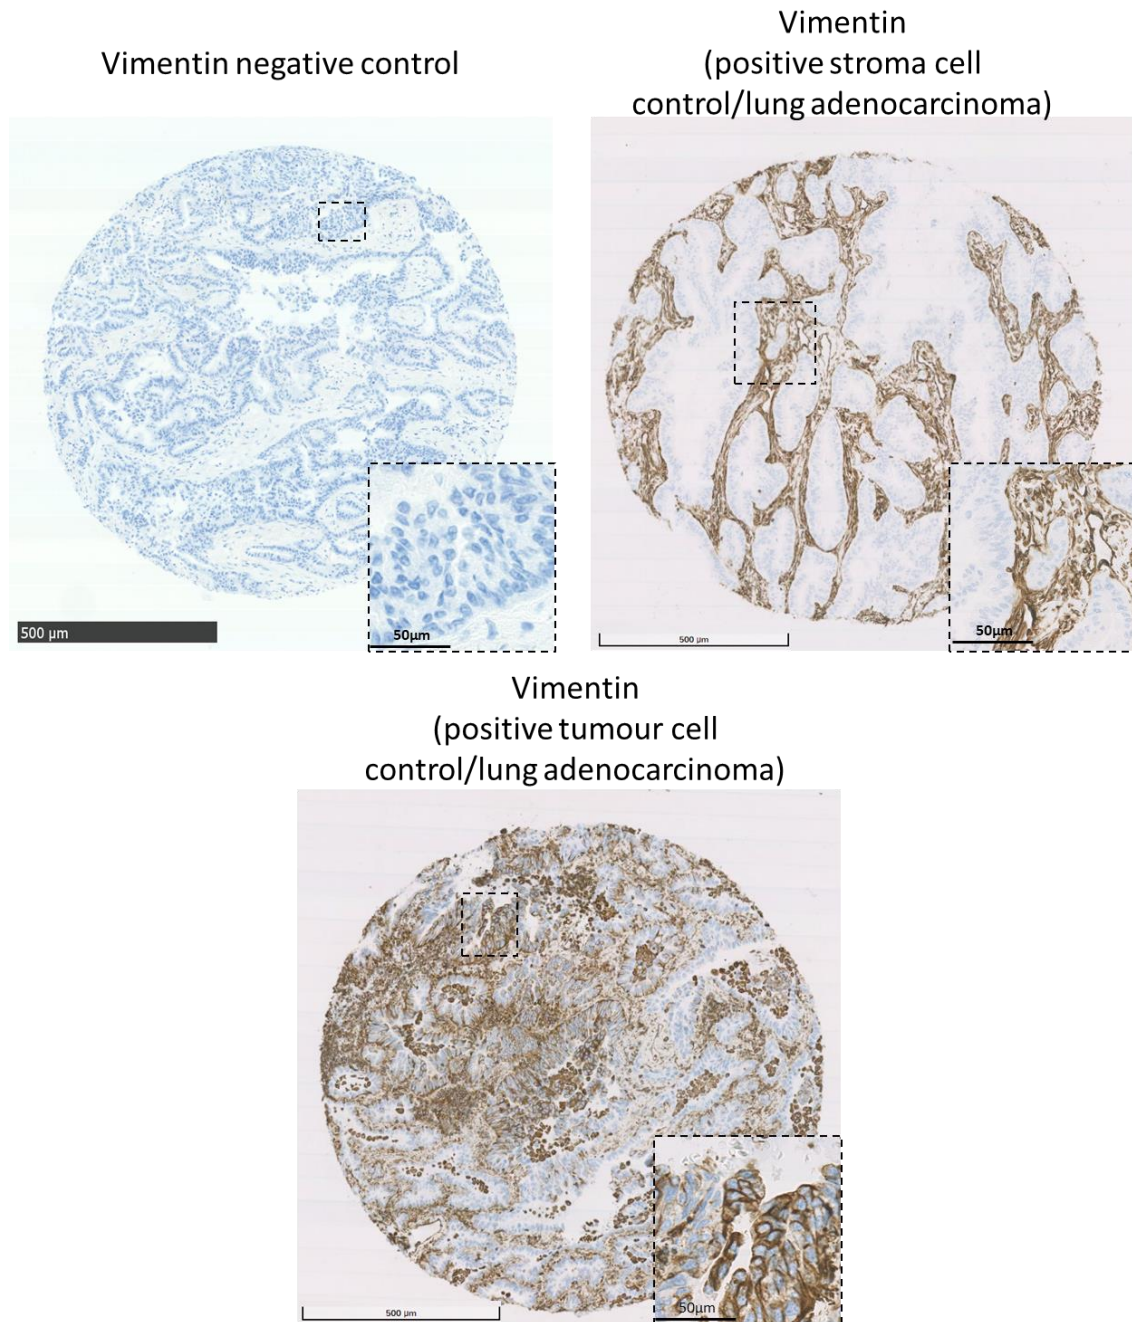 Vimentin negative control
500 µm
50µm
Vimentin
(positive stroma cell
control/lung adenocarcinoma)
500 µm
50µm
Vimentin
(positive tumour cell
control/lung adenocarcinoma)
500 µm
50µm